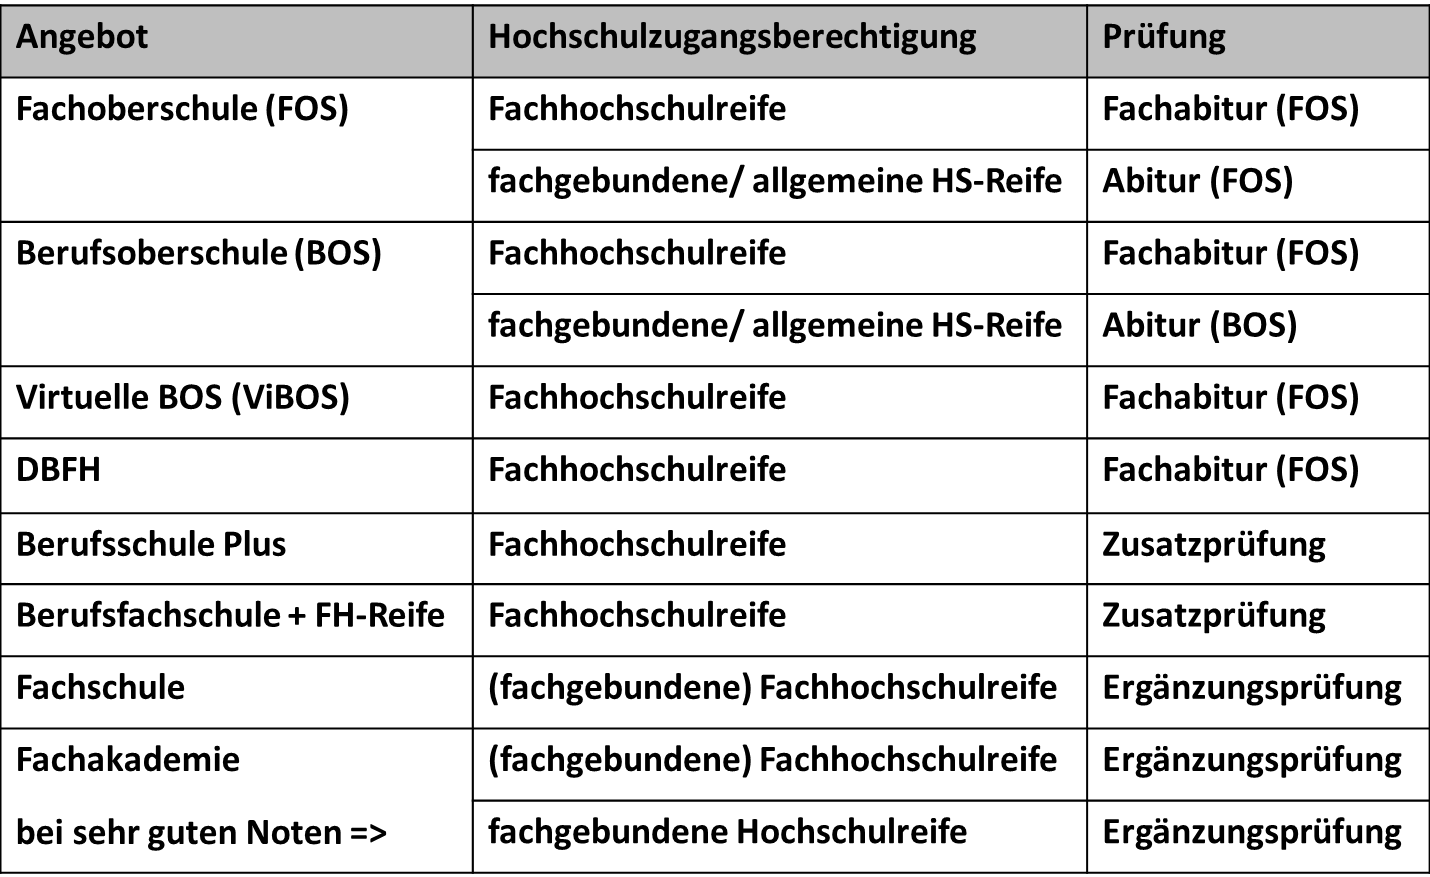 Angebot Hochschulzugangsberechtigung Prüfung
Fachoberschule (FOS) Fachhochschulreife Fachabitur (FOS)
fachgebundene/ allgemeine HS-Reife Abitur (FOS)
Berufsoberschule (BOS) Fachhochschulreife Fachabitur (FOS)
fachgebundene/ allgemeine HS-Reife Abitur (BOS)
Virtuelle BOS (ViBOS) Fachhochschulreife Fachabitur (FOS)
DBFH Fachhochschulreife Fachabitur (FOS)
Berufsschule Plus Fachhochschulreife Zusatzprüfung
Berufsfachschule + FH-Reife Fachhochschulreife Zusatzprüfung
Fachschule (fachgebundene) Fachhochschulreife Ergänzungsprüfung
Fachakademie (fachgebundene) Fachhochschulreife Ergänzungsprüfung
bei sehr guten Noten => fachgebundene Hochschulreife Ergänzungsprüfung